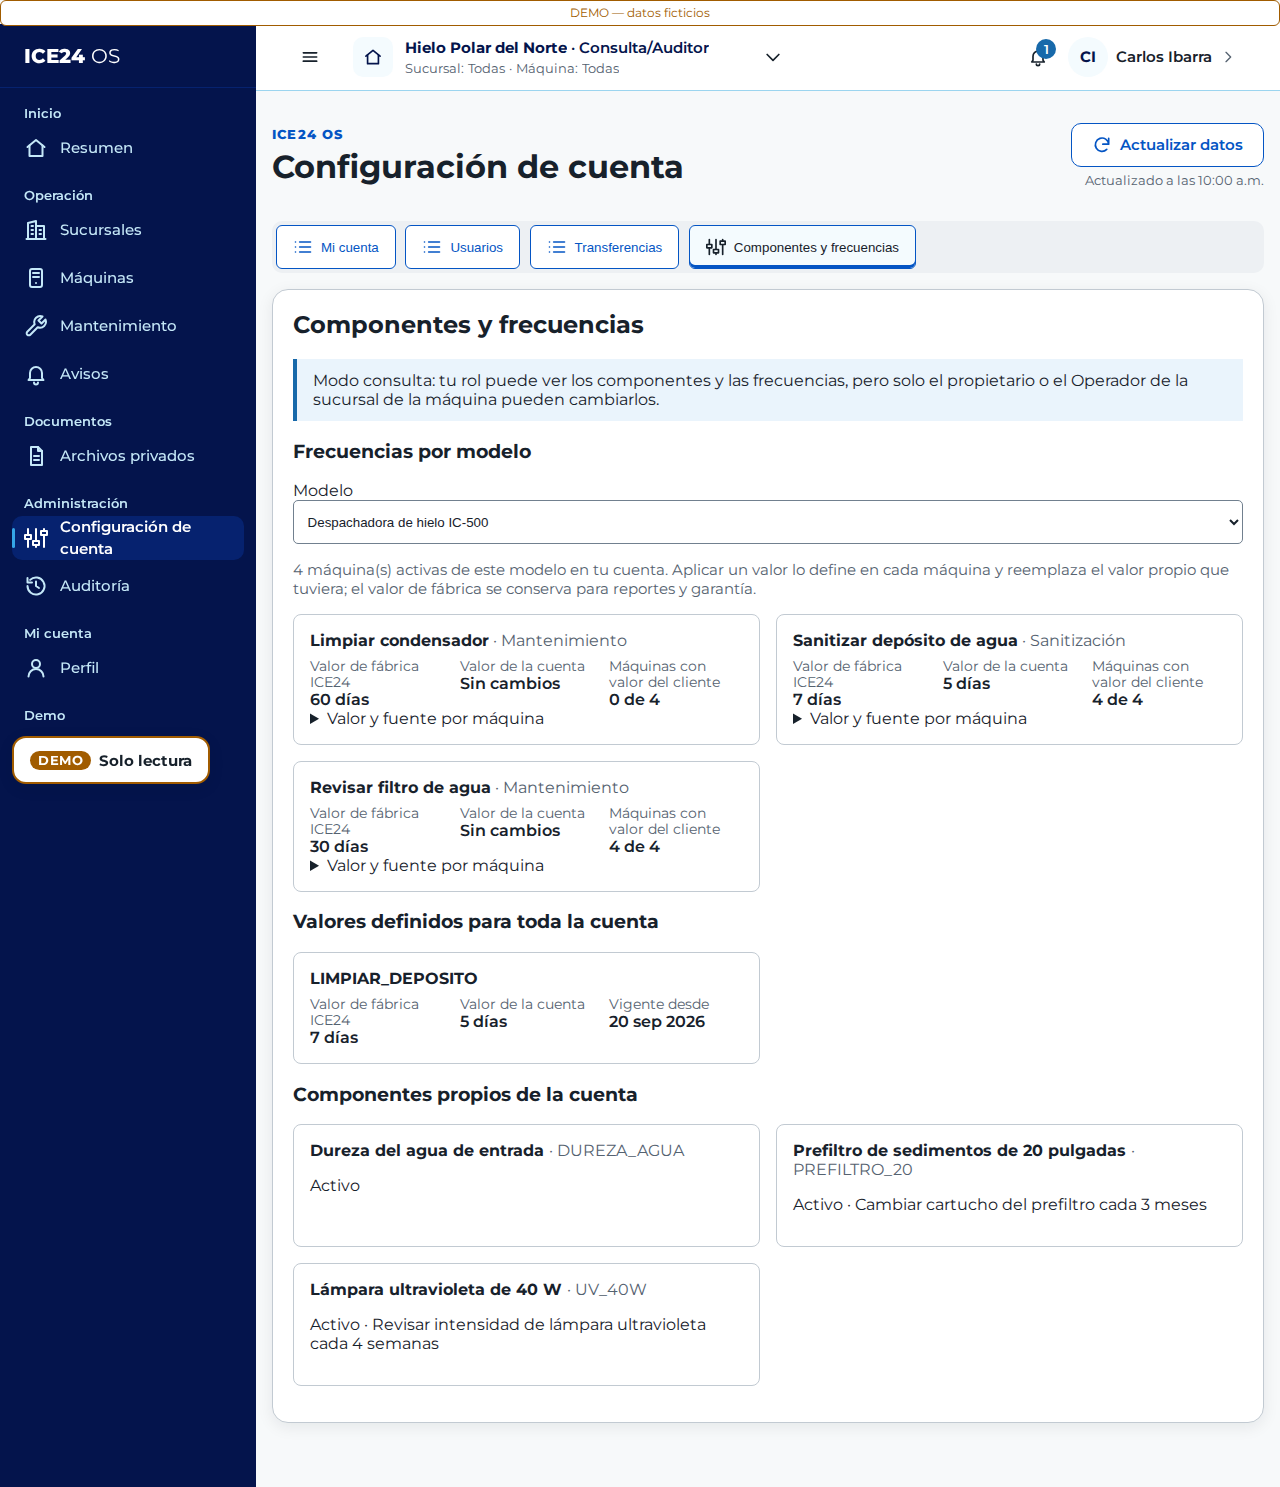 DEMO — datos ficticios
ICE24 OS
Hielo Polar del Norte · Consulta/Auditor
Sucursal: Todas · Máquina: Todas
1
CI
Carlos Ibarra
Inicio
Resumen
Operación
Sucursales
Máquinas
Mantenimiento
Avisos
Documentos
Archivos privados
Administración
Configuración de
cuenta
Auditoría
Mi cuenta
Perfil
Demo
DEMO Solo lectura
ICE24 OS
Configuración de cuenta
Actualizar datos
Actualizado a las 10:00 a.m.
Mi cuenta
Usuarios
Transferencias
Componentes y frecuencias
Componentes y frecuencias
Modo consulta: tu rol puede ver los componentes y las frecuencias, pero solo el propietario o el Operador de la
sucursal de la máquina pueden cambiarlos.
Frecuencias por modelo
Modelo
Despachadora de hielo IC-500
4 máquina(s) activas de este modelo en tu cuenta. Aplicar un valor lo define en cada máquina y reemplaza el valor propio que
tuviera; el valor de fábrica se conserva para reportes y garantía.
Limpiar condensador · Mantenimiento
Valor de fábrica
ICE24
60 días
Valor de la cuenta
Sin cambios
Máquinas con
valor del cliente
0 de 4
Valor y fuente por máquina
Sanitizar depósito de agua · Sanitización
Valor de fábrica
ICE24
7 días
Valor de la cuenta
5 días
Máquinas con
valor del cliente
4 de 4
Valor y fuente por máquina
Revisar filtro de agua · Mantenimiento
Valor de fábrica
ICE24
30 días
Valor de la cuenta
Sin cambios
Máquinas con
valor del cliente
4 de 4
Valor y fuente por máquina
Valores definidos para toda la cuenta
LIMPIAR_DEPOSITO
Valor de fábrica
ICE24
7 días
Valor de la cuenta
5 días
Vigente desde
20 sep 2026
Componentes propios de la cuenta
Dureza del agua de entrada · DUREZA_AGUA
Activo
Prefiltro de sedimentos de 20 pulgadas ·
PREFILTRO_20
Activo · Cambiar cartucho del prefiltro cada 3 meses
Lámpara ultravioleta de 40 W · UV_40W
Activo · Revisar intensidad de lámpara ultravioleta
cada 4 semanas